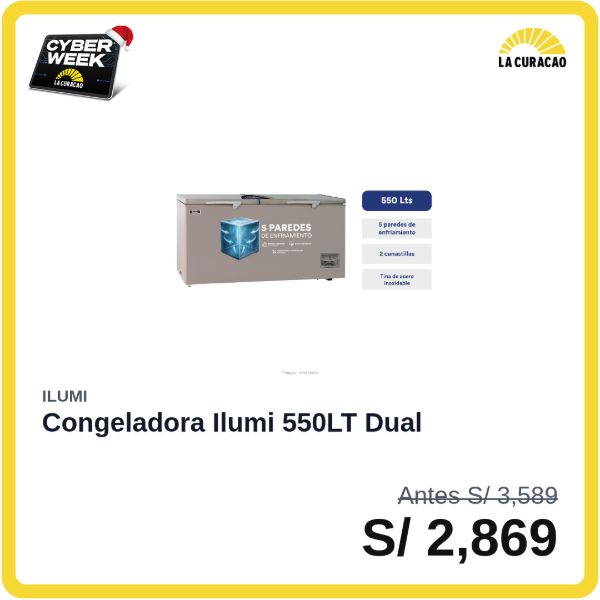 CYBER
WEEK
LA CURACAO
LA CURACAO
550 Lts
5 paredes de
enfriamiento
2 canastillas
Tina de acero
inoxidable
5 PAREDES
DE ENFRIAMIENTO
ILUMI
Congeladora Ilumi 550LT Dual
Antes S/ 3,589
S/ 2,869